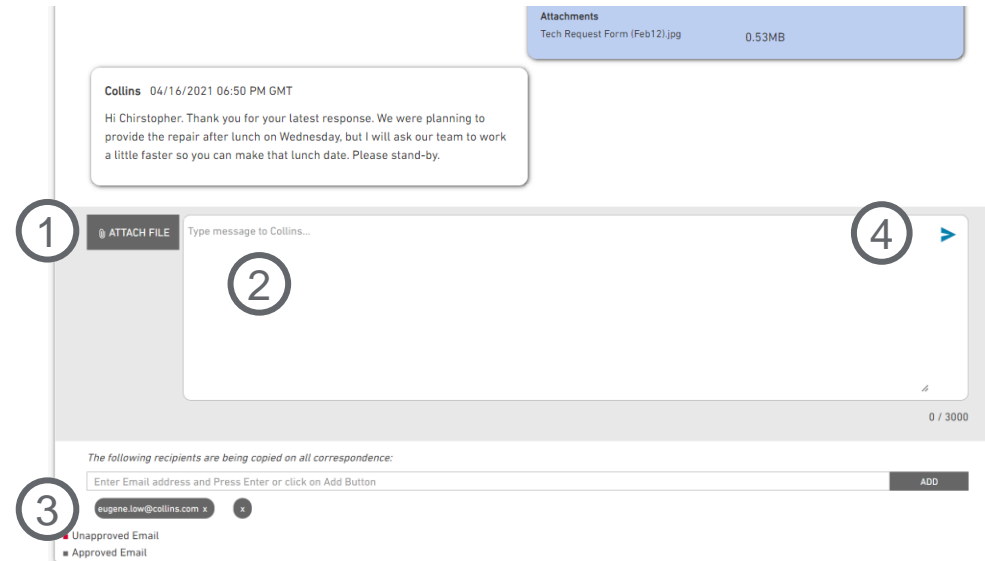 Attachments
Tech Request Form (Feb12).jpg 0.53MB
Collins 04/16/2021 06:50 PM GMT
Hi Chirstopher. Thank you for your latest response. We were planning to
provide the repair after lunch on Wednesday, but I will ask our team to work
a little faster so you can make that lunch date. Please stand-by.
1 ATTACH FILE Type message to Collins... 4
2
0 / 3000
The following recipients are being copied on all correspondence:
Enter Email address and Press Enter or click on Add Button ADD
3 eugene.low@collins.com x x
Unapproved Email
Approved Email